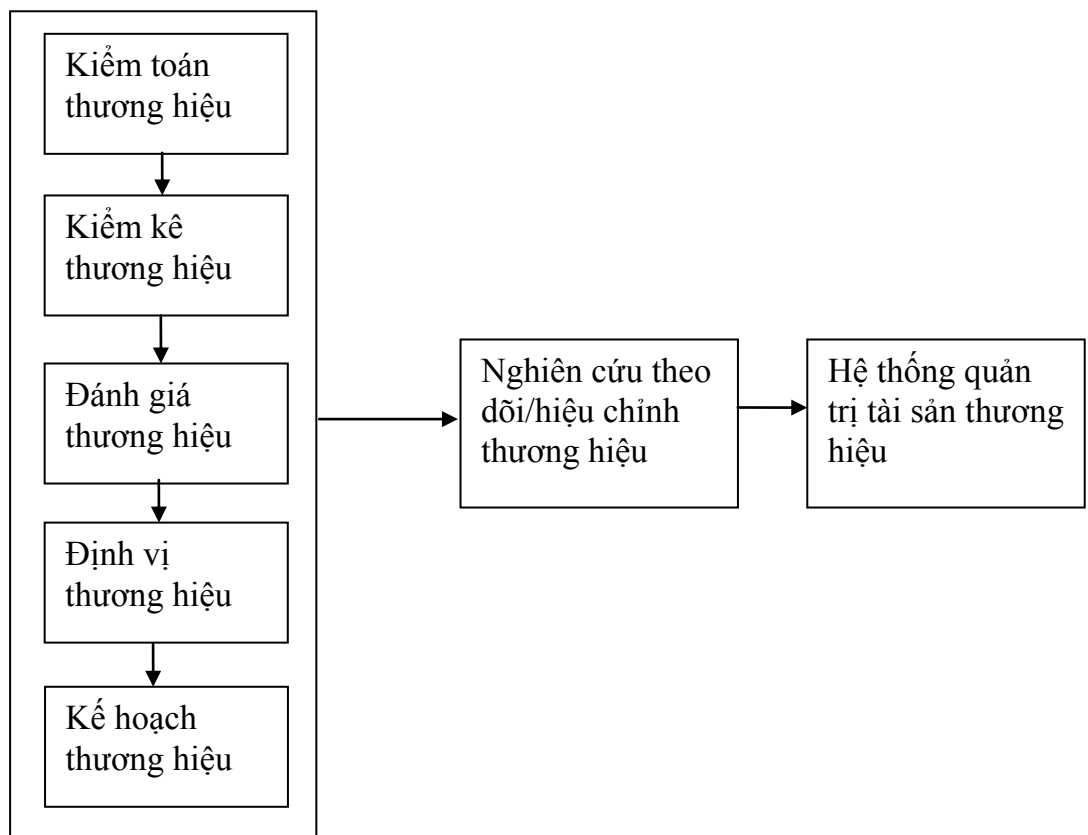 Kiểm toán
thương hiệu
Kiểm kê
thương hiệu
Đánh giá
thương hiệu
Định vị
thương hiệu
Kế hoạch
thương hiệu
Nghiên cứu theo
dõi/hiệu chỉnh
thương hiệu
Hệ thống quản
trị tài sản thương
hiệu